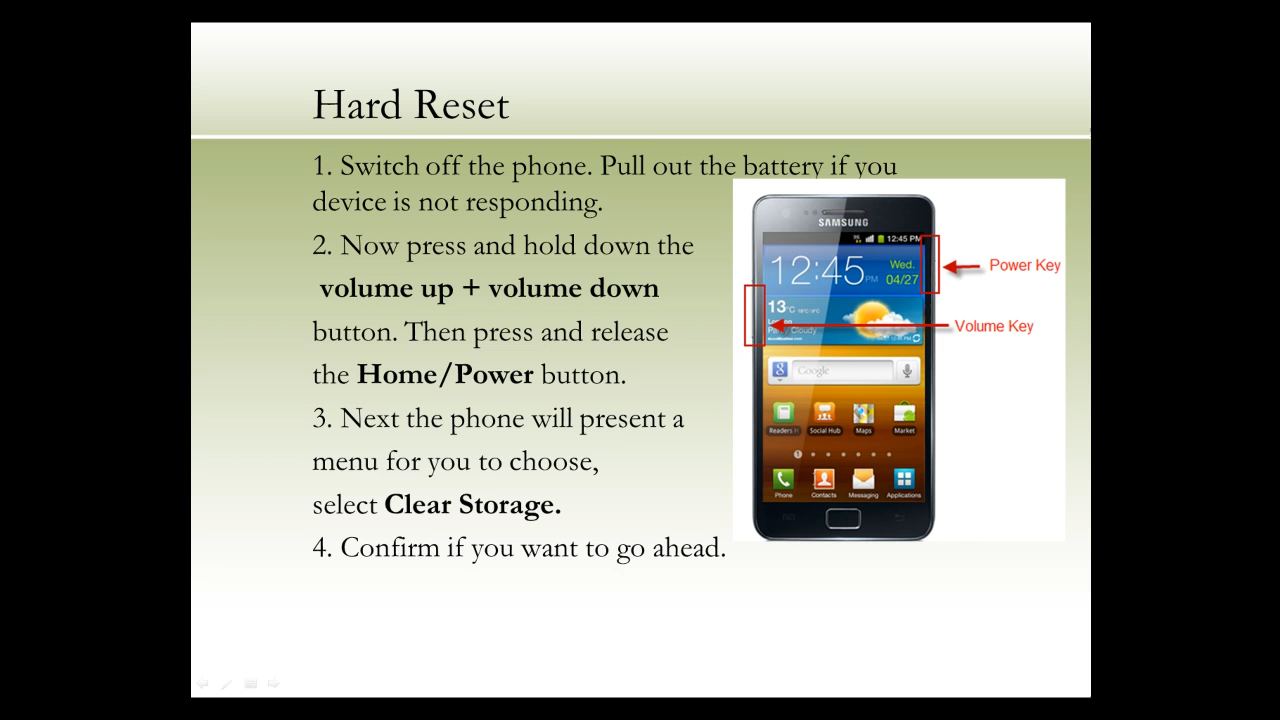 Hard Reset
1. Switch off the phone. Pull out the battery if you
device is not responding.
2. Now press and hold down the
volume up + volume down
button. Then press and release
the Home/Power button.
3. Next the phone will present a
menu for you to choose,
select Clear Storage.
4. Confirm if you want to go ahead.
SAMSUNG
12:45 PM
12:45 PM
Wed.
04/27
13°C
Cloudy
Google
Readers
Social Hub
Maps
Market
1
Phone
Contacts
Messaging
Applications
Power Key
Volume Key